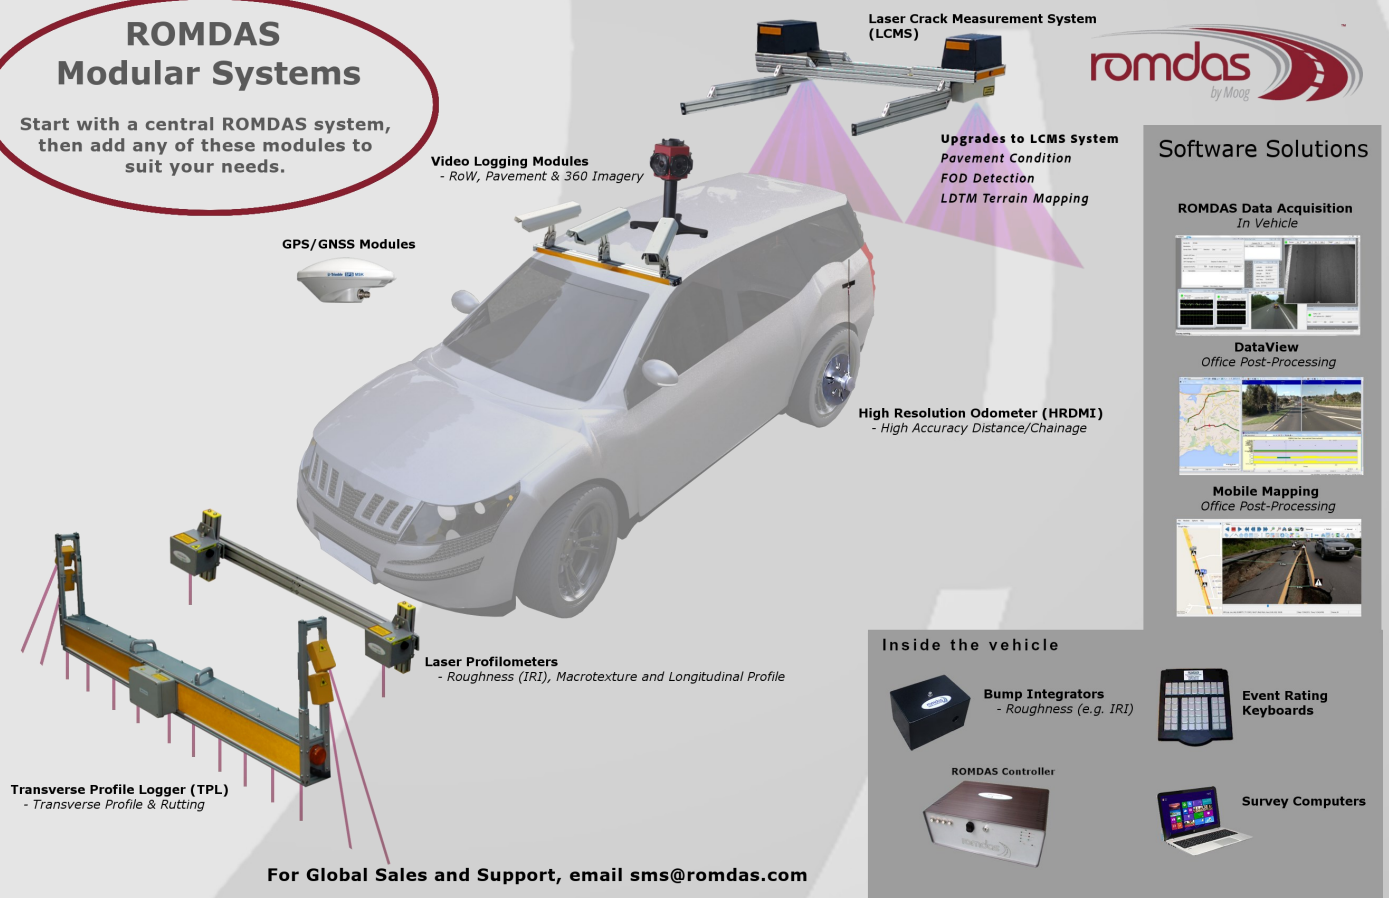 ROMDAS
Modular Systems
Start with a central ROMDAS system,
then add any of these modules to
suit your needs.
Laser Crack Measurement System
(LCMS)
romdas
™
by Moog
Upgrades to LCMS System
Pavement Condition
FOD Detection
LDTM Terrain Mapping
Video Logging Modules
- RoW, Pavement & 360 Imagery
GPS/GNSS Modules
High Resolution Odometer (HRDMI)
- High Accuracy Distance/Chainage
Laser Profilometers
- Roughness (IRI), Macrotexture and Longitudinal Profile
Transverse Profile Logger (TPL)
- Transverse Profile & Rutting
Software Solutions
ROMDAS Data Acquisition
In Vehicle
DataView
Office Post-Processing
Mobile Mapping
Office Post-Processing
Inside the vehicle
Bump Integrators
- Roughness (e.g. IRI)
Event Rating
Keyboards
ROMDAS Controller
romdas
Survey Computers
For Global Sales and Support, email sms@romdas.com